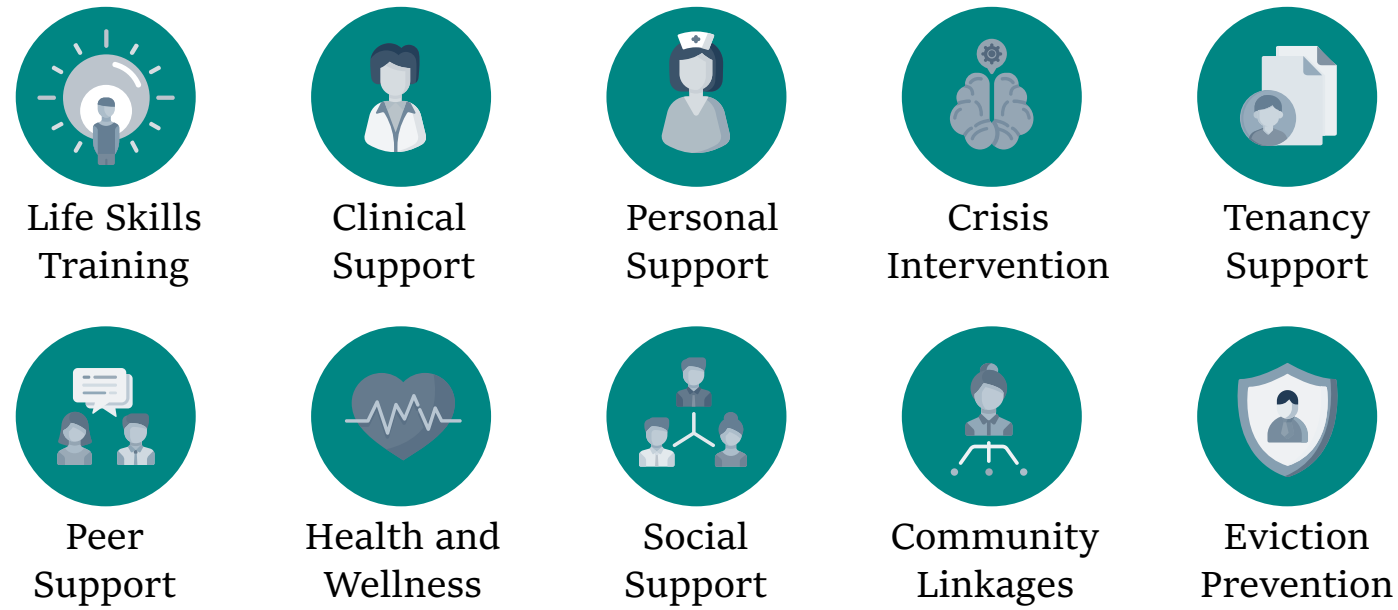 Life Skills
Training
Clinical
Support
Personal
Support
Crisis
Intervention
Tenancy
Support
Peer
Support
Health and
Wellness
Social
Support
Community
Linkages
Eviction
Prevention